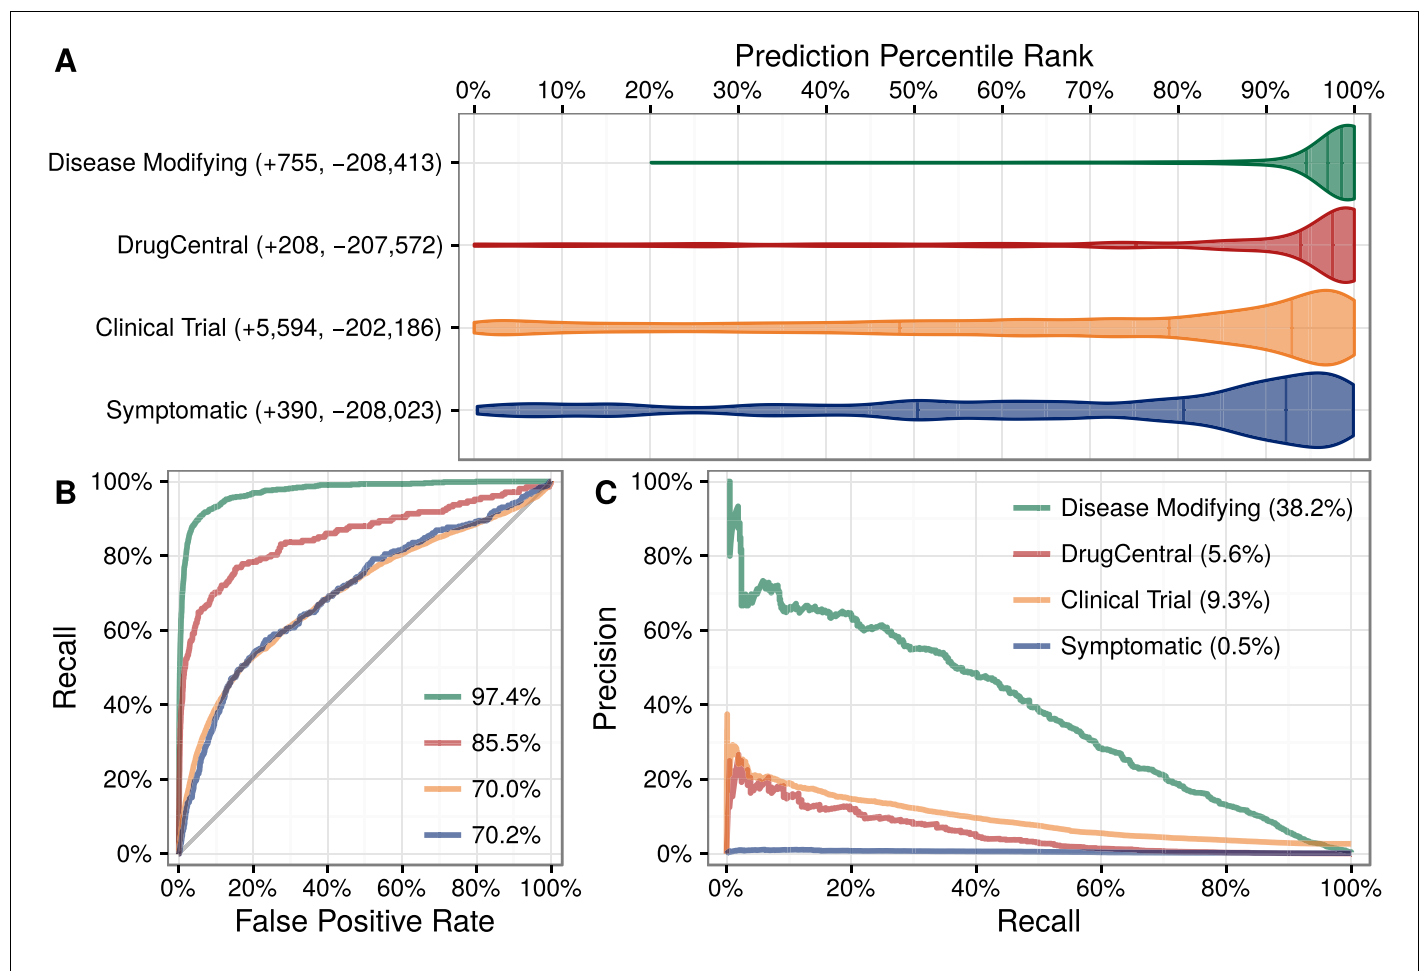 A
Prediction Percentile Rank
0% 10% 20% 30% 40% 50% 60% 70% 80% 90% 100%
Disease Modifying (+755, −208,413)
DrugCentral (+208, −207,572)
Clinical Trial (+5,594, −202,186)
Symptomatic (+390, −208,023)
B
100%
80%
60%
40%
20%
0%
Recall
97.4%
85.5%
70.0%
70.2%
0% 20% 40% 60% 80% 100%
False Positive Rate
C
100%
80%
60%
40%
20%
0%
Precision
Disease Modifying (38.2%)
DrugCentral (5.6%)
Clinical Trial (9.3%)
Symptomatic (0.5%)
0% 20% 40% 60% 80% 100%
Recall